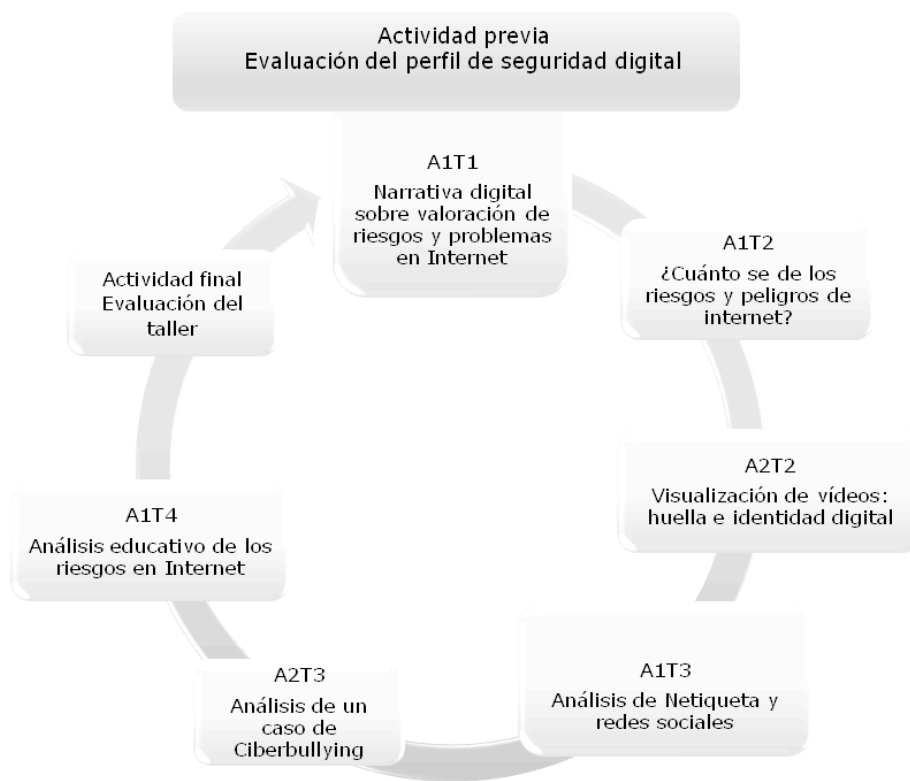 Actividad previa
Evaluación del perfil de seguridad digital
A1T1
Narrativa digital
sobre valoración de
riesgos y problemas
en Internet
A1T2
¿Cuánto se de los
riesgos y peligros de
internet?
A2T2
Visualización de vídeos:
huella e identidad digital
A1T3
Análisis de Netiqueta y
redes sociales
A2T3
Análisis de un
caso de
Ciberbullying
A1T4
Análisis educativo de los
riesgos en Internet
Actividad final
Evaluación del
taller